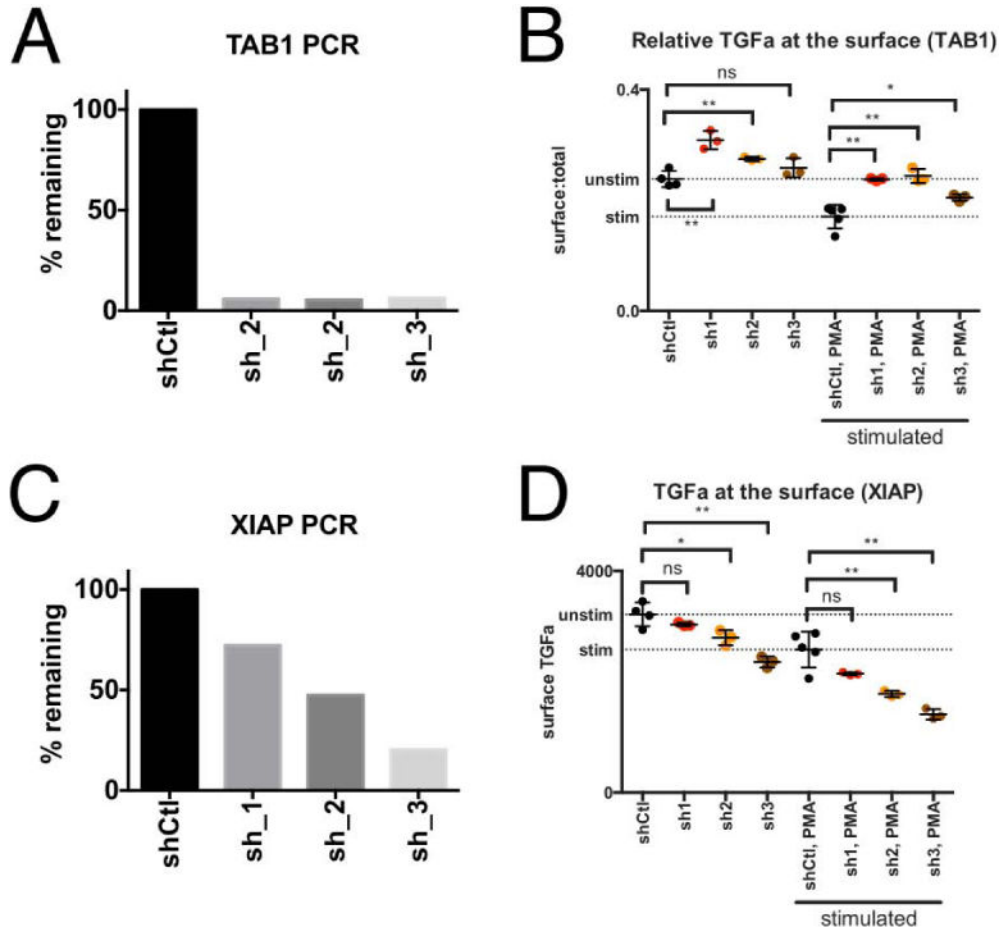 A
TAB1 PCR
% remaining
100
50
0
shCtl
sh_2
sh_2
sh_3
B
Relative TGFa at the surface (TAB1)
surface:total
0.4
unstim
stim
0.0
ns
**
**
*
**
**
shCtl
sh1
sh2
sh3
shCtl, PMA
sh1, PMA
sh2, PMA
sh3, PMA
stimulated
C
XIAP PCR
% remaining
100
50
0
shCtl
sh_1
sh_2
sh_3
D
TGFa at the surface (XIAP)
surface TGFa
4000
unstim
stim
0
**
*
ns
**
**
ns
shCtl
sh1
sh2
sh3
shCtl, PMA
sh1, PMA
sh2, PMA
sh3, PMA
stimulated